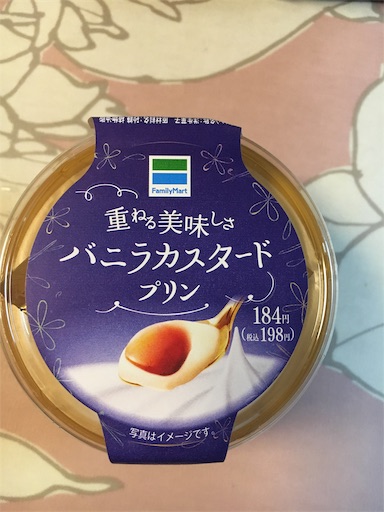 FamilyMart
重ねる美味しさ
バニラカスタード
プリン
184円
(税込198円)
写真はイメージです